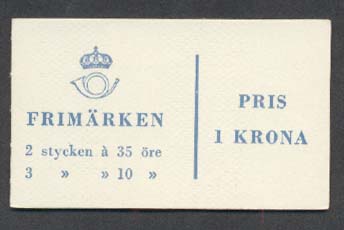 FRIMÄRKEN
2 stycken à 35 öre
3 » » 10 »
PRIS
1 KRONA